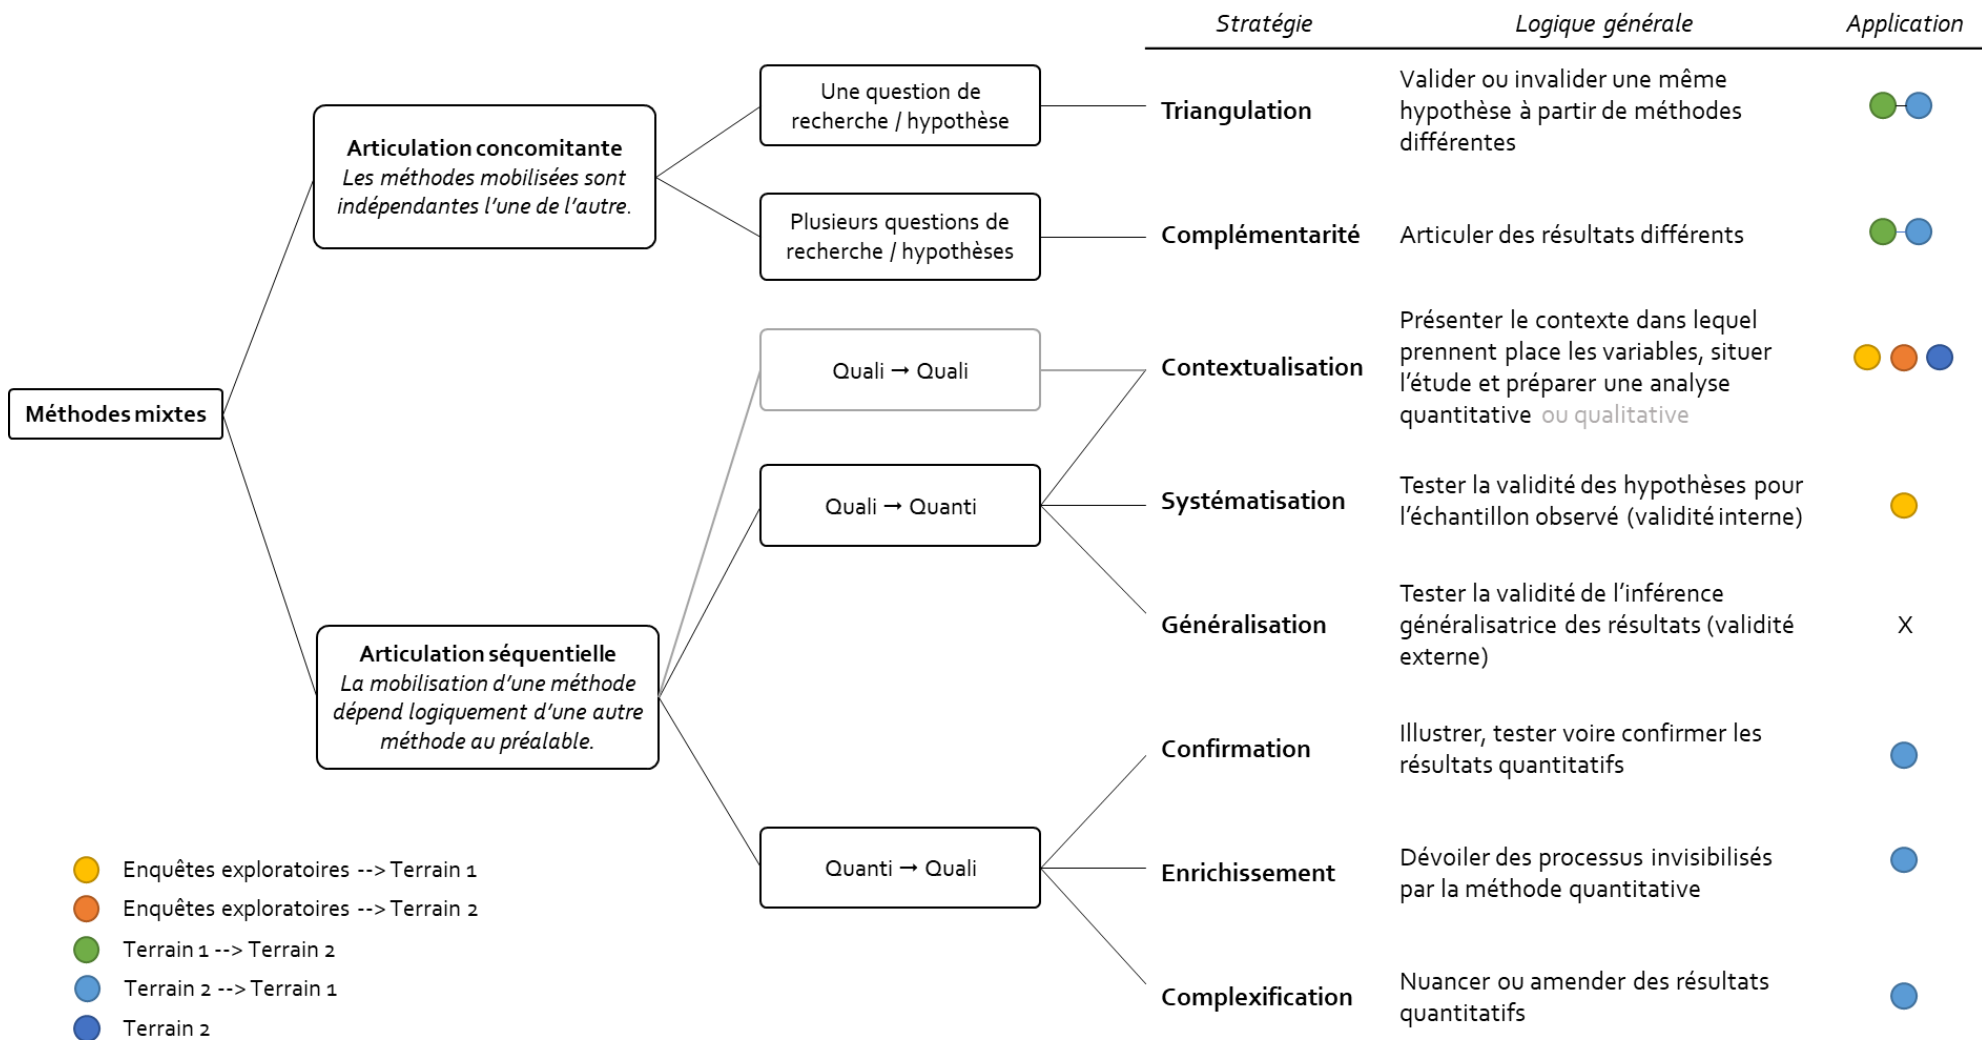 Stratégie
Logique générale
Application
Une question de
recherche / hypothèse
Triangulation
Valider ou invalider une même
hypothèse à partir de méthodes
différentes
Articulation concomitante
Les méthodes mobilisées sont
indépendantes l'une de l'autre.
Plusieurs questions de
recherche / hypothèses
Complémentarité
Articuler des résultats différents
Quali → Quali
Contextualisation
Présenter le contexte dans lequel
prennent place les variables, situer
l'étude et préparer une analyse
quantitative ou qualitative
Méthodes mixtes
Quali → Quanti
Systématisation
Tester la validité des hypothèses pour
l'échantillon observé (validité interne)
Généralisation
Tester la validité de l'inférence
généralisatrice des résultats (validité
externe)
X
Articulation séquentielle
La mobilisation d'une méthode
dépend logiquement d'une autre
méthode au préalable.
Confirmation
Illustrer, tester voire confirmer les
résultats quantitatifs
Quanti → Quali
Enrichissement
Dévoiler des processus invisibilisés
par la méthode quantitative
Complexification
Nuancer ou amender des résultats
quantitatifs
Enquêtes exploratoires --> Terrain 1
Enquêtes exploratoires --> Terrain 2
Terrain 1 --> Terrain 2
Terrain 2 --> Terrain 1
Terrain 2